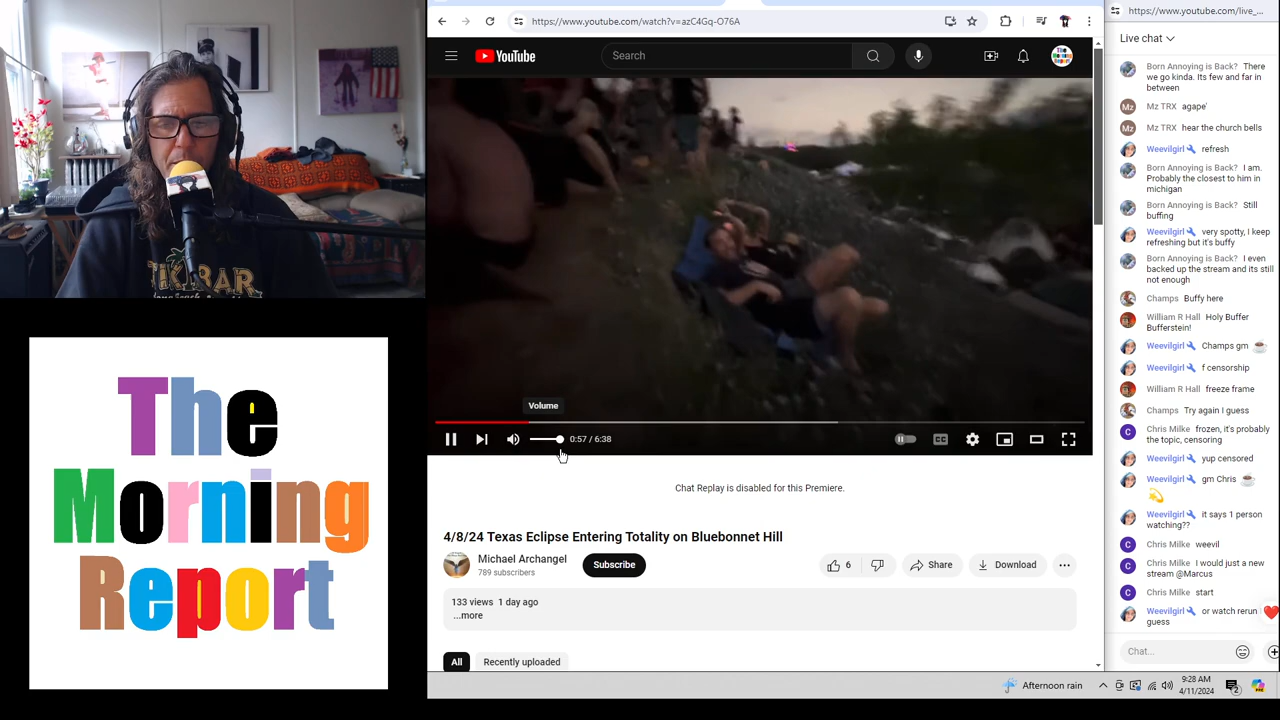 TIKI BAR
The
Morning
Report
https://www.youtube.com/watch?v=azC4Gq-O76A
YouTube
Search
The
Morning
Report
Volume
0:57 / 6:38
Chat Replay is disabled for this Premiere.
4/8/24 Texas Eclipse Entering Totality on Bluebonnet Hill
Michael Archangel
789 subscribers
Subscribe
6
Share
Download
133 views 1 day ago
...more
All
Recently uploaded
https://www.youtube.com/live_...
Live chat
Born Annoying is Back? There
we go kinda. Its few and far in
between
Mz TRX agape'
Mz TRX hear the church bells
Weevilgirl refresh
Born Annoying is Back? I am.
Probably the closest to him in
michigan
Born Annoying is Back? Still
buffing
Weevilgirl very spotty, I keep
refreshing but it's buffy
Born Annoying is Back? I even
backed up the stream and its still
not enough
Champs Buffy here
William R Hall Holy Buffer
Bufferstein!
Weevilgirl Champs gm ☕
Weevilgirl f censorship
William R Hall freeze frame
Champs Try again I guess
Chris Milke frozen, it's probably
the topic, censoring
Weevilgirl yup censored
Weevilgirl gm Chris ☕
💫
Weevilgirl it says 1 person
watching??
Chris Milke weevil
Chris Milke I would just a new
stream @Marcus
Chris Milke start
Weevilgirl or watch rerun I
guess
Chat...
Afternoon rain
9:28 AM
4/11/2024
2